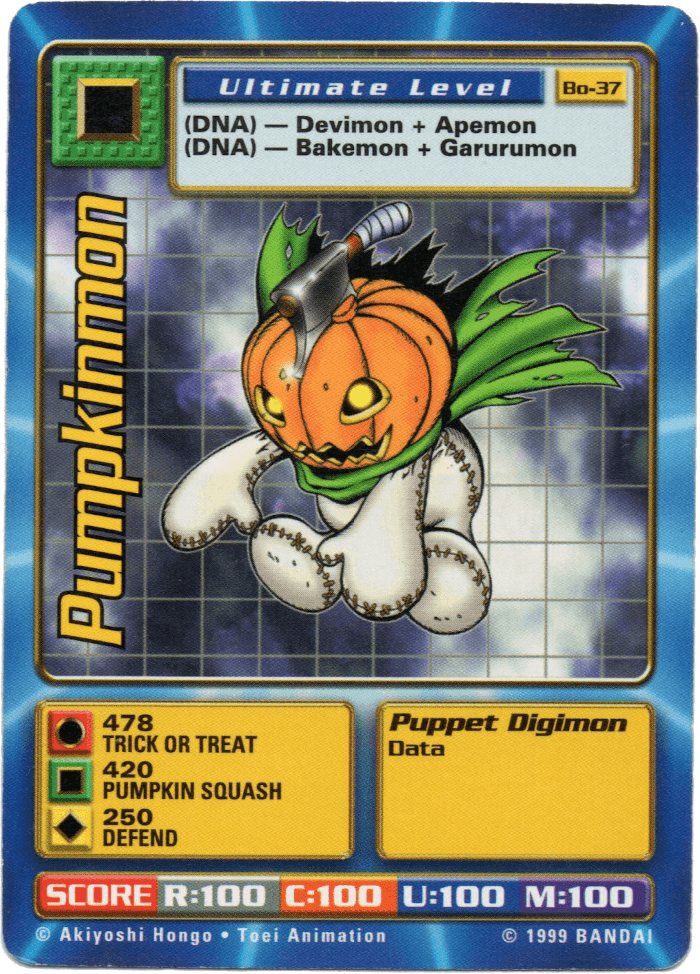 Ultimate Level
Bo-37
(DNA) — Devimon + Apemon
(DNA) — Bakemon + Garurumon
Pumpkinmon
478
TRICK OR TREAT
420
PUMPKIN SQUASH
250
DEFEND
Puppet Digimon
Data
SCORE R:100 C:100 U:100 M:100
© Akiyoshi Hongo • Toei Animation © 1999 BANDAI